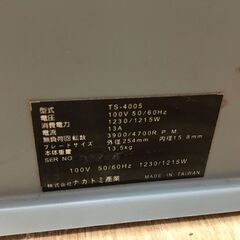 型式 TS-4005
電圧 100V 50/60Hz
消費電力 1230/1215W
13A
無負荷回転数 3900/4700R.P.M.
ブレードサイズ 外径254mm 内径15.8mm
本体重量 13.5kg
SER NO
100V 50/60Hz 1230/1215W
株式会社 ナカトミ産業 MADE IN TAIWAN